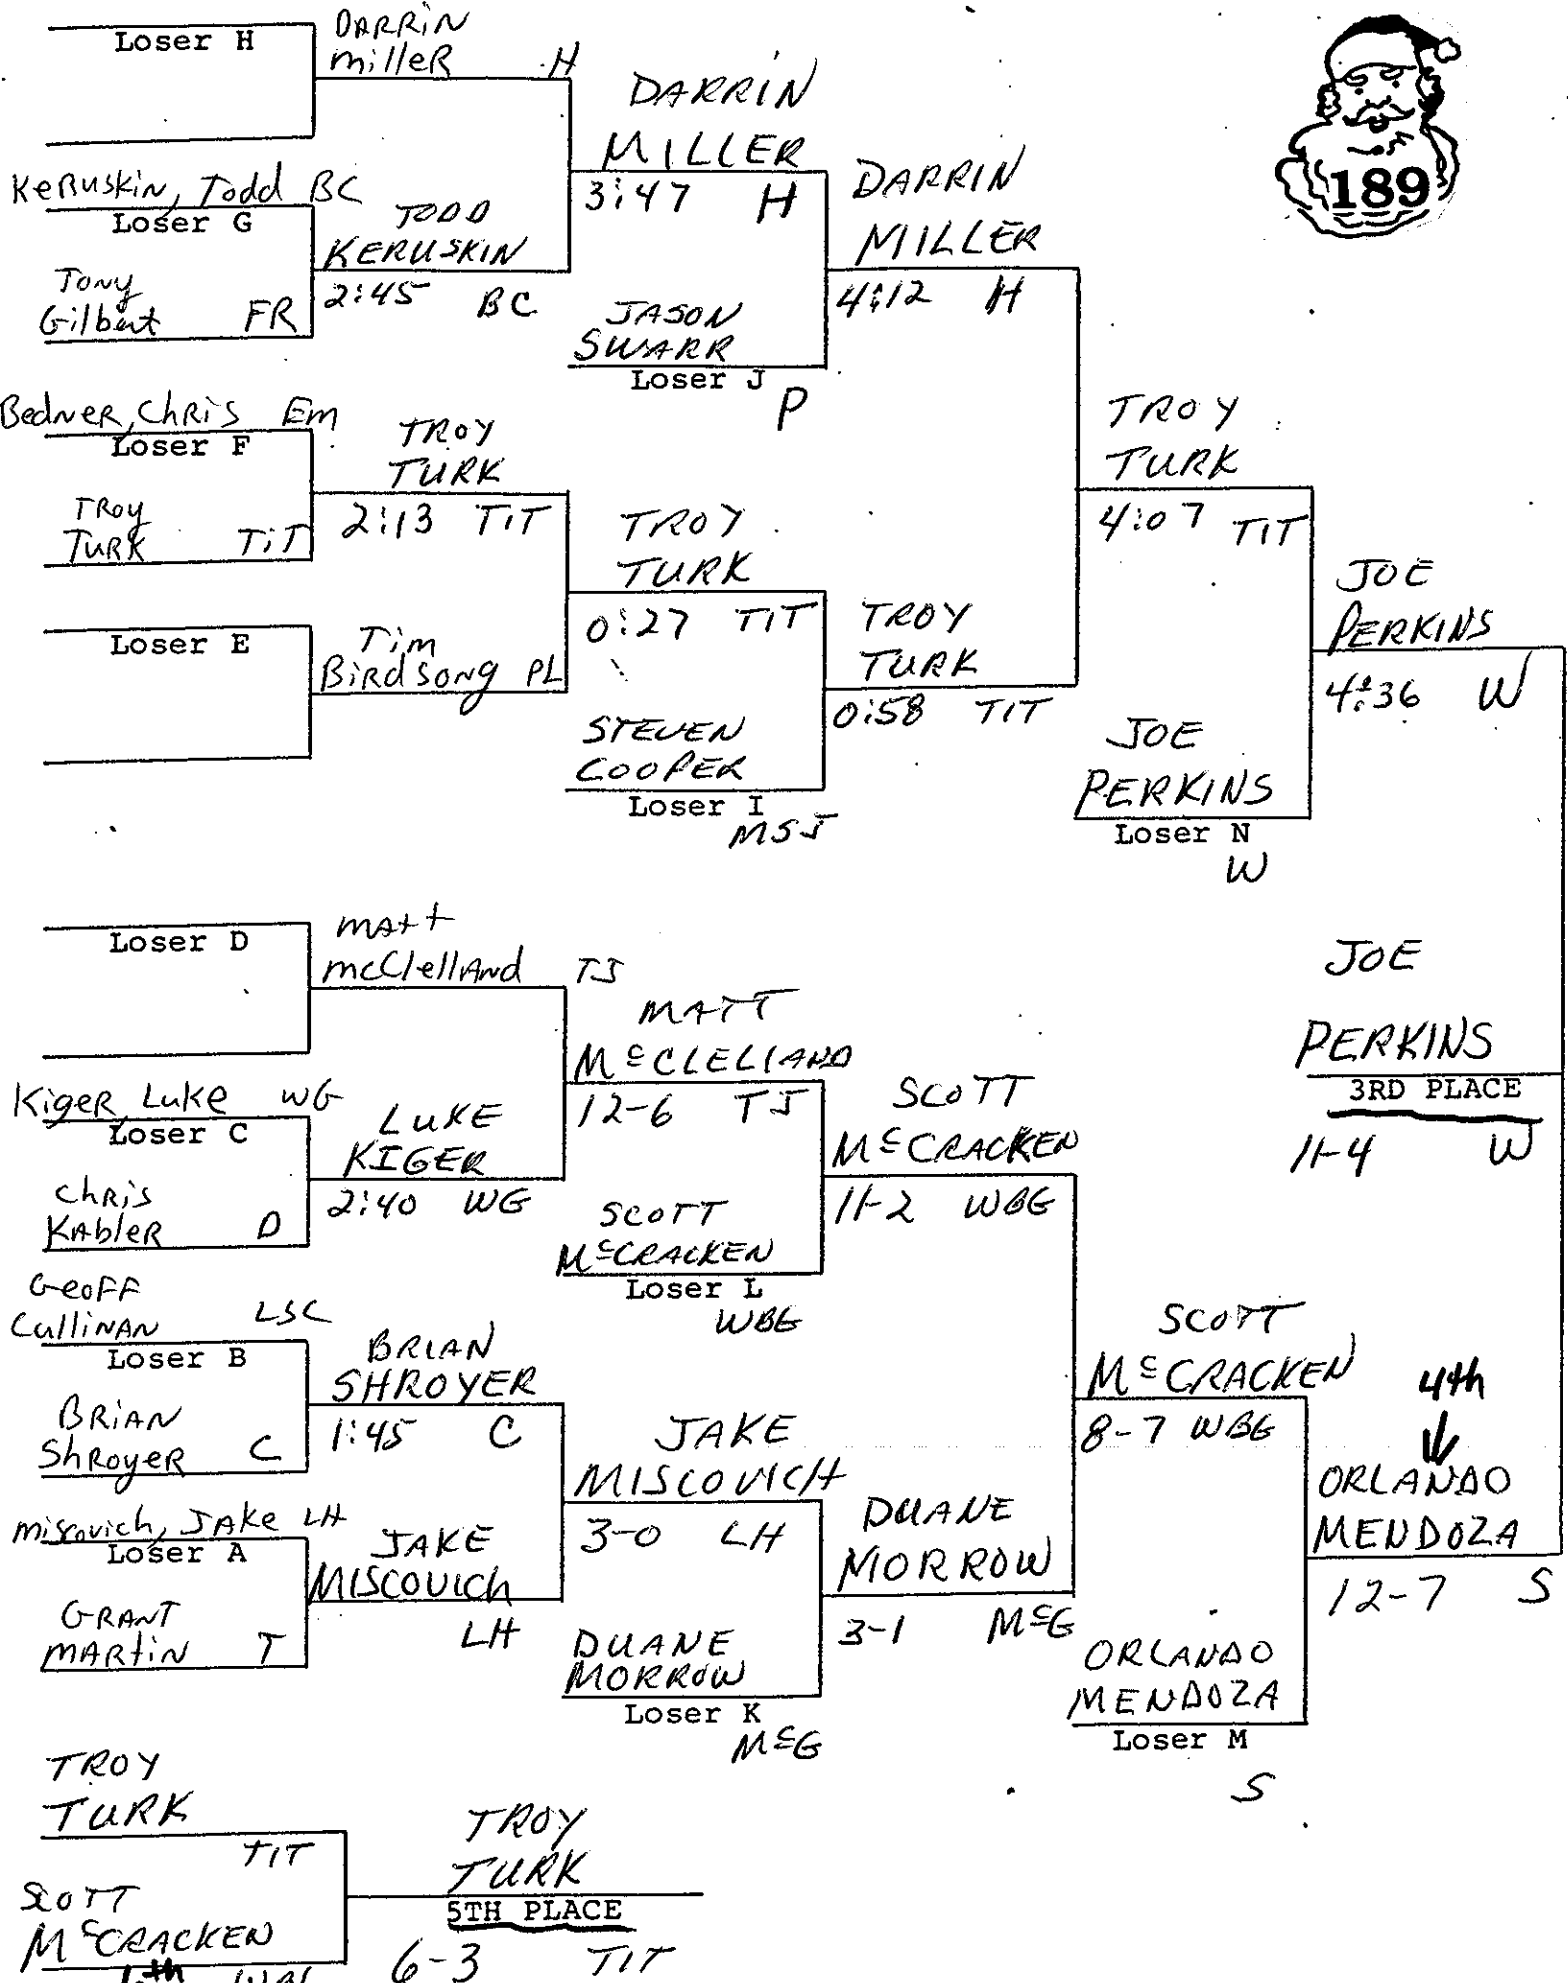 Loser H
DARRIN
MILLER H
Keruskin, Todd BC
Loser G
Tony
Gilbert FR
TODD
KERUSKIN
2:45 BC
DARRIN
MILLER
3:47 H
JASON
SWARR
Loser J
P
DARRIN
MILLER
4:12 H
189
Bedner, Chris Em
Loser F
TROY
TURK TIT
TROY
TURK
2:13 TIT
Loser E
Tim
Birdsong PL
TROY
TURK
0:27 TIT
STEVEN
COOPER
Loser I
MSJ
TROY
TURK
0:58 TIT
TROY
TURK
4:07 TIT
JOE
PERKINS
Loser N
W
JOE
PERKINS
4:36 W
Loser D
MATT
McClelland TJ
Kiger, Luke WG
Loser C
Chris
Kabler D
LUKE
KIGER
2:40 WG
MATT
McCLELLAND
12-6 TJ
SCOTT
McCRACKEN
Loser L
WBG
SCOTT
McCRACKEN
11-2 WBG
Geoff
Cullinan LSC
Loser B
BRIAN
Shroyer C
BRIAN
SHROYER
1:45 C
Miscovich, Jake LH
Loser A
GRANT
MARTIN T
JAKE
MISCOVICH
LH
JAKE
MISCOVICH
3-0 LH
DUANE
MORROW
Loser K
McG
DUANE
MORROW
3-1 McG
SCOTT
McCRACKEN
8-7 WBG
ORLANDO
MENDOZA
Loser M
S
4th
ORLANDO
MENDOZA
12-7 S
JOE
PERKINS
3RD PLACE
11-4 W
TROY
TURK
TIT
SCOTT
McCRACKEN
6th
TROY
TURK
5TH PLACE
6-3 TIT